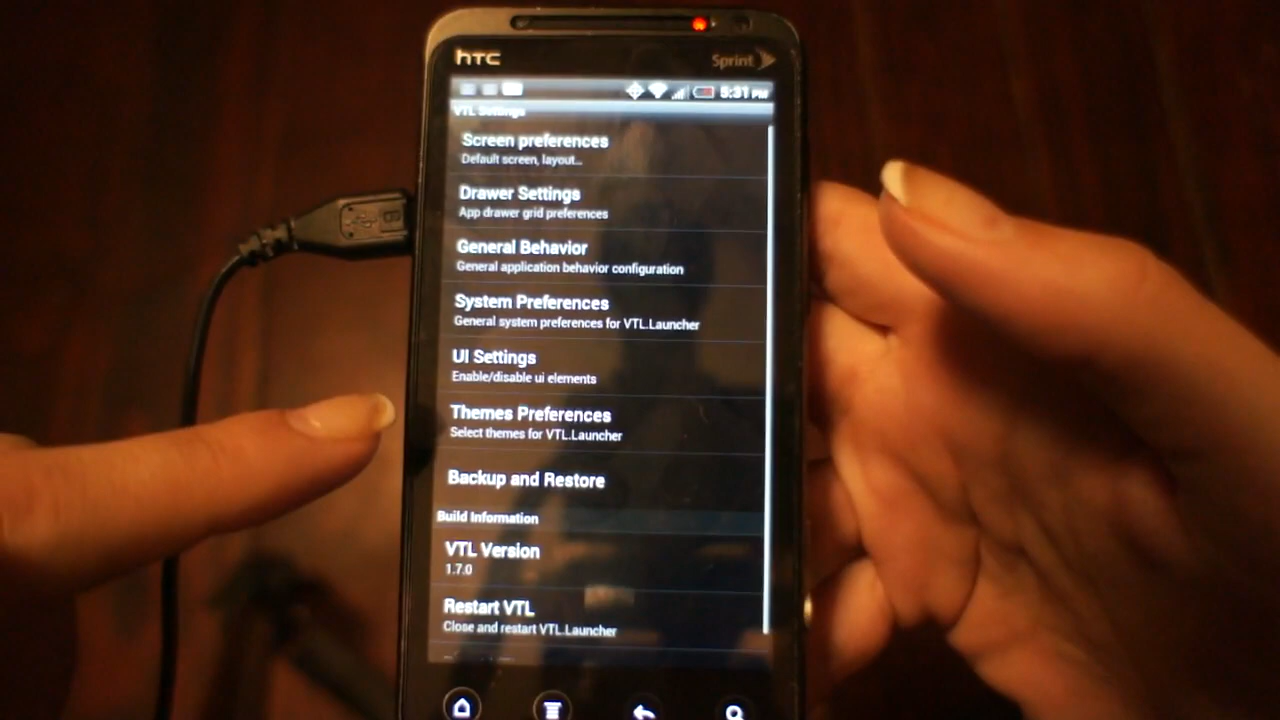 hTC
Sprint
5:31 PM
VTL Settings
Screen preferences
Default screen, layout...
Drawer Settings
App drawer grid preferences
General Behavior
General application behavior configuration
System Preferences
General system preferences for VTL.Launcher
UI Settings
Enable/disable ui elements
Themes Preferences
Select themes for VTL.Launcher
Backup and Restore
Build Information
VTL Version
1.7.0
Restart VTL
Close and restart VTL.Launcher